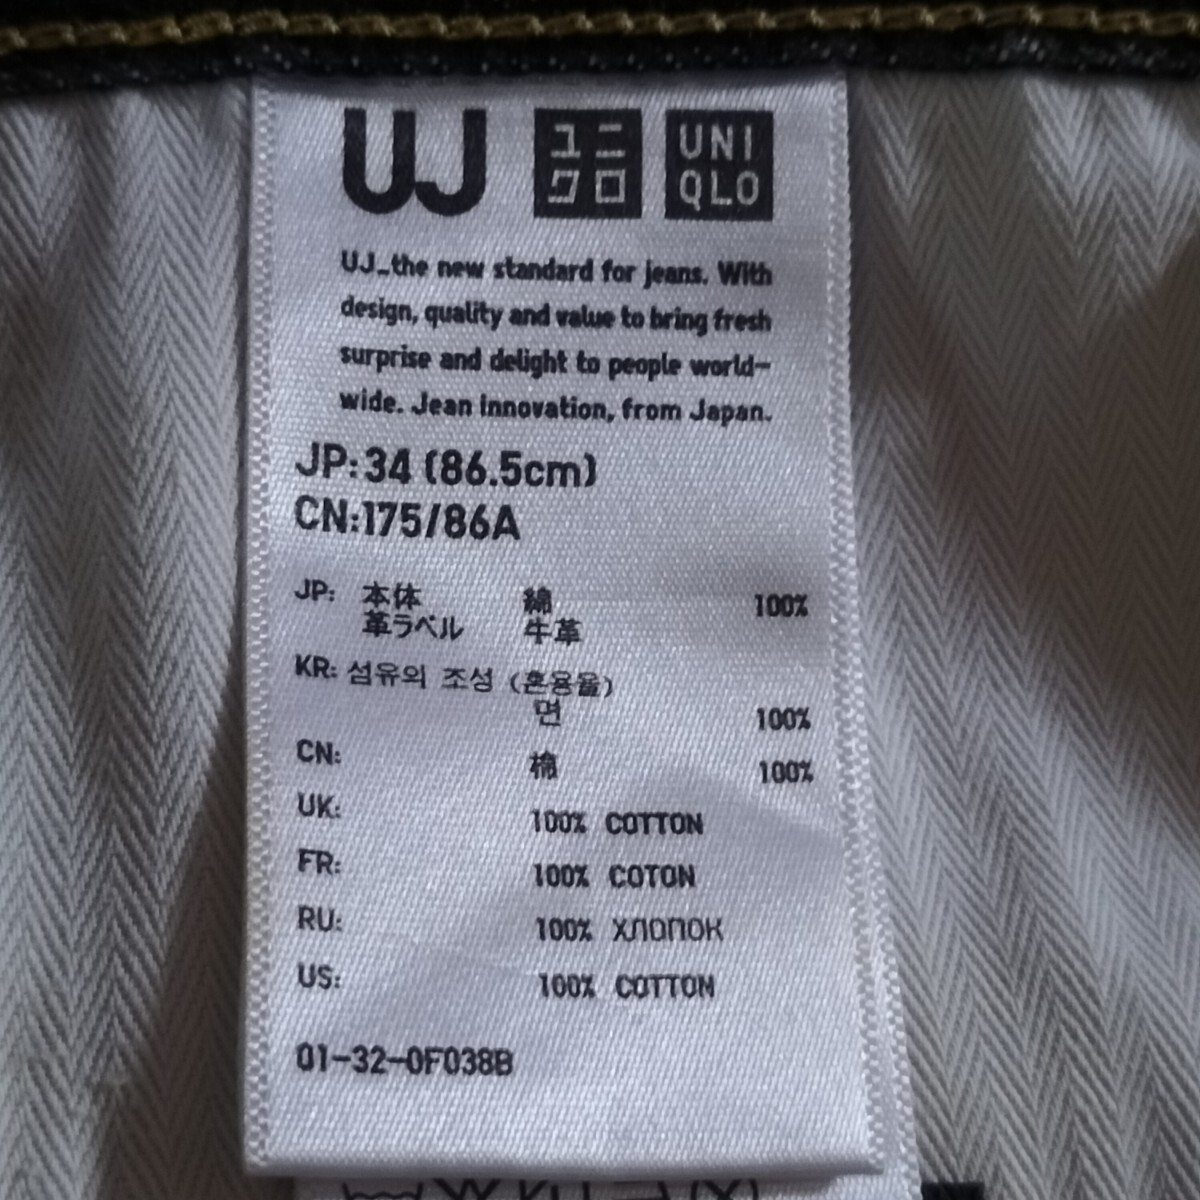 UJ ユニクロ UNIQLO
UJ_the new standard for jeans. With
design, quality and value to bring fresh
surprise and delight to people world-
wide. Jean innovation, from Japan.
JP:34 (86.5cm)
CN:175/86A
JP: 本体 綿 100%
革ラベル 牛革
KR: 섬유의 조성 (혼용율)
면 100%
CN: 棉 100%
UK: 100% COTTON
FR: 100% COTON
RU: 100% ХЛОПОК
US: 100% COTTON
01-32-0F038B